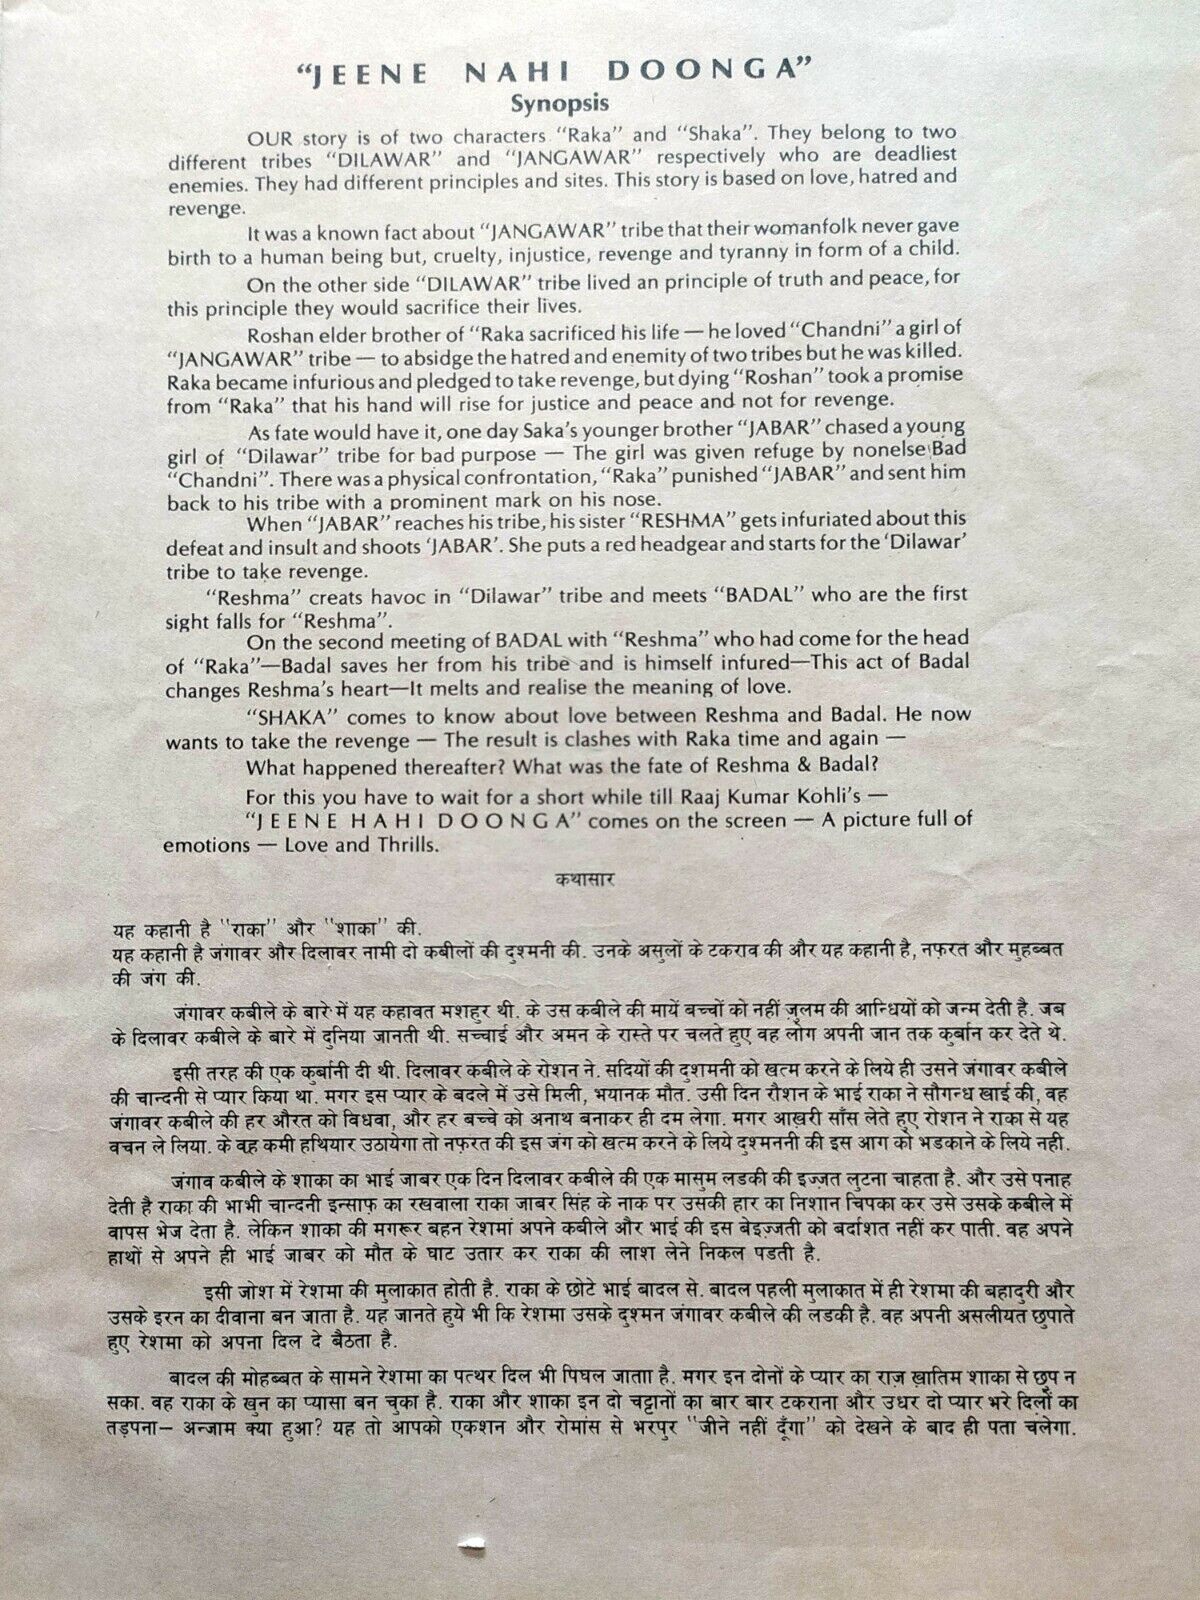 “JEENE NAHI DOONGA”
Synopsis
OUR story is of two characters “Raka” and “Shaka”. They belong to two
different tribes “DILAWAR” and “JANGAWAR” respectively who are deadliest
enemies. They had different principles and sites. This story is based on love, hatred and
revenge.
It was a known fact about “JANGAWAR” tribe that their womanfolk never gave
birth to a human being but, cruelty, injustice, revenge and tyranny in form of a child.
On the other side “DILAWAR” tribe lived an principle of truth and peace, for
this principle they would sacrifice their lives.
Roshan elder brother of “Raka sacrificed his life — he loved “Chandni” a girl of
“JANGAWAR” tribe — to absidge the hatred and enemity of two tribes but he was killed.
Raka became infurious and pledged to take revenge, but dying “Roshan” took a promise
from “Raka” that his hand will rise for justice and peace and not for revenge.
As fate would have it, one day Saka’s younger brother “JABAR” chased a young
girl of “Dilawar” tribe for bad purpose — The girl was given refuge by nonelse Bad
“Chandni”. There was a physical confrontation, “Raka” punished “JABAR” and sent him
back to his tribe with a prominent mark on his nose.
When “JABAR” reaches his tribe, his sister “RESHMA” gets infuriated about this
defeat and insult and shoots ‘JABAR’. She puts a red headgear and starts for the ‘Dilawar’
tribe to take revenge.
“Reshma” creats havoc in “Dilawar” tribe and meets “BADAL” who are the first
sight falls for “Reshma”.
On the second meeting of BADAL with “Reshma” who had come for the head
of “Raka”—Badal saves her from his tribe and is himself infured—This act of Badal
changes Reshma’s heart—It melts and realise the meaning of love.
“SHAKA” comes to know about love between Reshma and Badal. He now
wants to take the revenge — The result is clashes with Raka time and again —
What happened thereafter? What was the fate of Reshma & Badal?
For this you have to wait for a short while till Raaj Kumar Kohli’s —
“JEENE HAHI DOONGA” comes on the screen — A picture full of
emotions — Love and Thrills.
कथासार
यह कहानी है "राका" और "शाका" की.
यह कहानी है जंगावर और दिलावर नामी दो कबीलों की दुश्मनी की. उनके असुलों के टकराव की और यह कहानी है, नफ़रत और मुहब्बत
की जंग की.
जंगावर कबीले के बारे में यह कहावत मशहुर थी. के उस कबीले की मायें बच्चों को नहीं जुलम की आन्धियों को जन्म देती है. जब
के दिलावर कबीले के बारे में दुनिया जानती थी. सच्चाई और अमन के रास्ते पर चलते हुए वह लोग अपनी जान तक कुर्बान कर देते थे.
इसी तरह की एक कुर्बानी दी थी. दिलावर कबीले के रोशन ने. सदियों की दुशमनी को खत्म करने के लिये ही उसने जंगावर कबीले
की चान्दनी से प्यार किया था. मगर इस प्यार के बदले में उसे मिली, भयानक मौत. उसी दिन रौशन के भाई राका ने सौगन्ध खाई की, वह
जंगावर कबीले की हर औरत को विधवा, और हर बच्चे को अनाथ बनाकर ही दम लेगा. मगर आख़री साँस लेते हुए रोशन ने राका से यह
वचन ले लिया. के वह कमी हथियार उठायेगा तो नफ़रत की इस जंग को खत्म करने के लिये दुश्मननी की इस आग को भडकाने के लिये नही.
जंगाव कबीले के शाका का भाई जाबर एक दिन दिलावर कबीले की एक मासुम लडकी की इज्जत लुटना चाहता है. और उसे पनाह
देती है राका की भाभी चान्दनी इन्साफ़ का रखवाला राका जाबर सिंह के नाक पर उसकी हार का निशान चिपका कर उसे उसके कबीले में
वापस भेज देता है. लेकिन शाका की मगरूर बहन रेशमां अपने कबीले और भाई की इस बेइज्जती को बर्दाशत नहीं कर पाती. वह अपने
हाथों से अपने ही भाई जाबर को मौत के घाट उतार कर राका की लाश लेने निकल पडती है.
इसी जोश में रेशमा की मुलाकात होती है. राका के छोटे भाई बादल से. बादल पहली मुलाकात में ही रेशमा की बहादुरी और
उसके इरन का दीवाना बन जाता है. यह जानते हुये भी कि रेशमा उसके दुश्मन जंगावर कबीले की लडकी है. वह अपनी असलीयत छुपाते
हुए रेशमा को अपना दिल दे बैठता है.
बादल की मोहब्बत के सामने रेशमा का पत्थर दिल भी पिघल जाताा है. मगर इन दोनों के प्यार का राज़ ख़ातिम शाका से छूप न
सका. वह राका के खुन का प्यासा बन चुका है. राका और शाका इन दो चट्टानों का बार बार टकराना और उधर दो प्यार भरे दिलों का
तड़पना— अन्जाम क्या हुआ? यह तो आपको एकशन और रोमांस से भरपुर "जीने नहीं दूँगा" को देखने के बाद ही पता चलेगा.